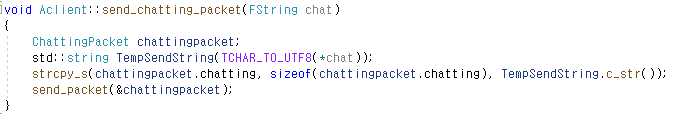 void Aclient::send_chatting_packet(FString chat)
{
ChattingPacket chattingpacket;
std::string TempSendString(TCHAR_TO_UTF8(*chat));
strcpy_s(chattingpacket.chatting, sizeof(chattingpacket.chatting), TempSendString.c_str());
send_packet(&chattingpacket);
}